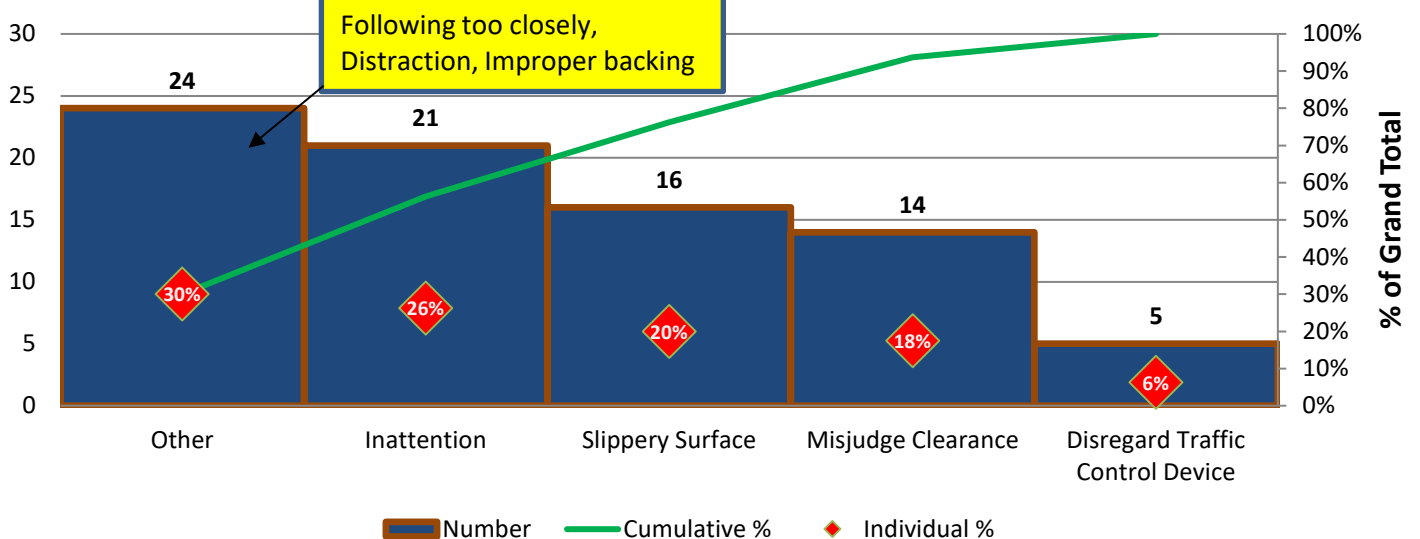 Following too closely,
Distraction, Improper backing
30
25
20
15
10
5
0
24
21
16
14
5
30%
26%
20%
18%
6%
100%
90%
80%
70%
60%
50%
40%
30%
20%
10%
0%
% of Grand Total
Other
Inattention
Slippery Surface
Misjudge Clearance
Disregard Traffic
Control Device
Number
Cumulative %
Individual %